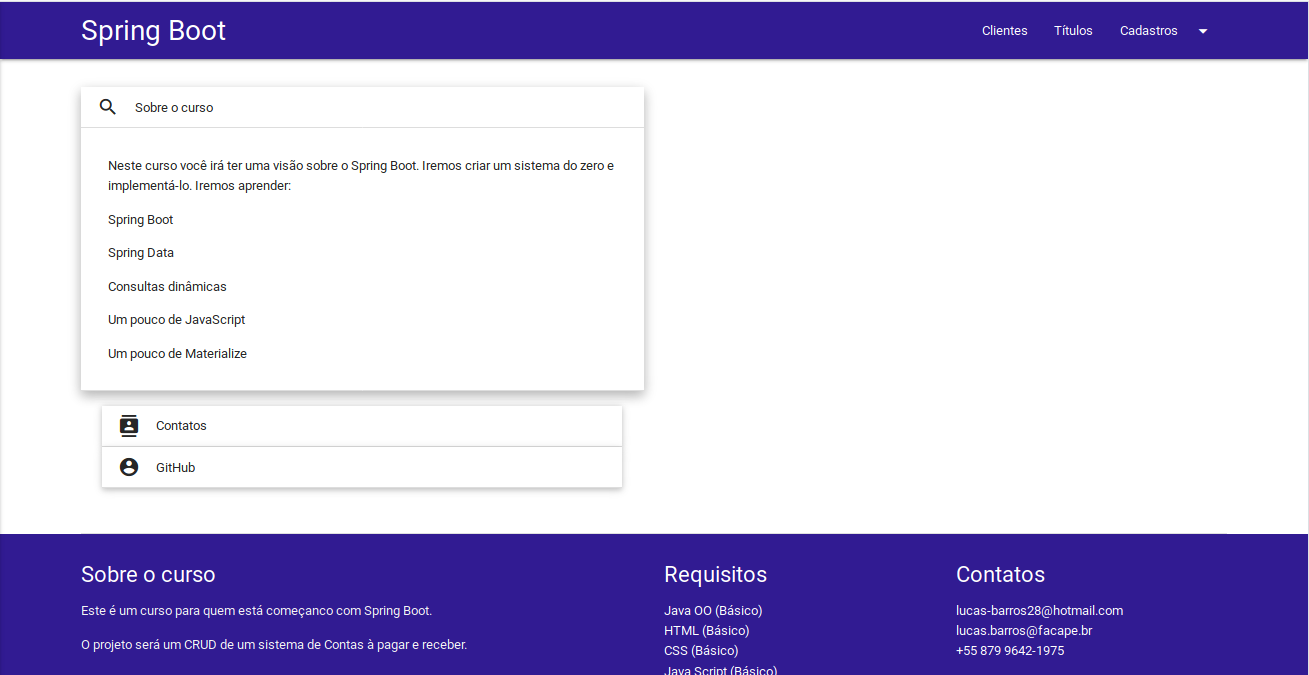 Spring Boot
Clientes Títulos Cadastros
Sobre o curso
Neste curso você irá ter uma visão sobre o Spring Boot. Iremos criar um sistema do zero e
implementá-lo. Iremos aprender:
Spring Boot
Spring Data
Consultas dinâmicas
Um pouco de JavaScript
Um pouco de Materialize
Contatos
GitHub
Sobre o curso
Este é um curso para quem está começanco com Spring Boot.
O projeto será um CRUD de um sistema de Contas à pagar e receber.
Requisitos
Java OO (Básico)
HTML (Básico)
CSS (Básico)
Java Script (Básico)
Contatos
lucas-barros28@hotmail.com
lucas.barros@facape.br
+55 879 9642-1975